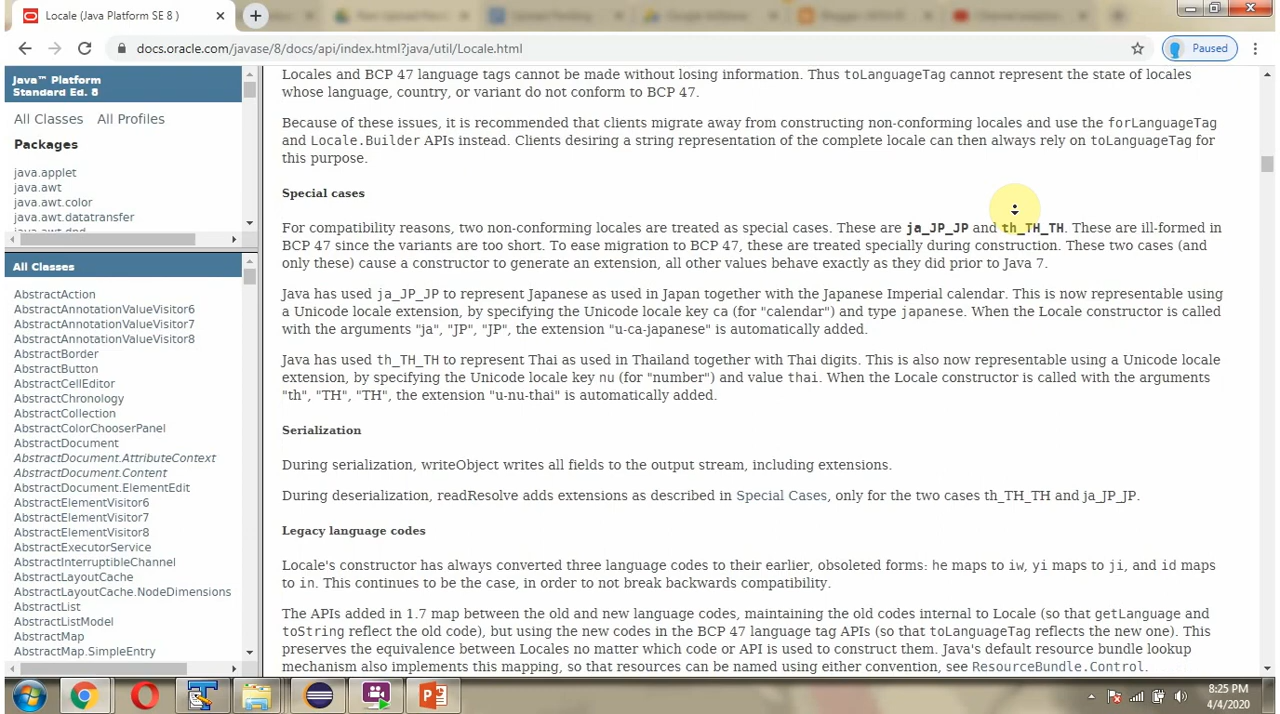 Locale (Java Platform SE 8 )
docs.oracle.com/javase/8/docs/api/index.html?java/util/Locale.html
Paused
Java™ Platform
Standard Ed. 8
All Classes All Profiles
Packages
java.applet
java.awt
java.awt.color
java.awt.datatransfer
java.awt.dnd
All Classes
AbstractAction
AbstractAnnotationValueVisitor6
AbstractAnnotationValueVisitor7
AbstractAnnotationValueVisitor8
AbstractBorder
AbstractButton
AbstractCellEditor
AbstractChronology
AbstractCollection
AbstractColorChooserPanel
AbstractDocument
AbstractDocument.AttributeContext
AbstractDocument.Content
AbstractDocument.ElementEdit
AbstractElementVisitor6
AbstractElementVisitor7
AbstractElementVisitor8
AbstractExecutorService
AbstractInterruptibleChannel
AbstractLayoutCache
AbstractLayoutCache.NodeDimensions
AbstractList
AbstractListModel
AbstractMap
AbstractMap.SimpleEntry
Locales and BCP 47 language tags cannot be made without losing information. Thus toLanguageTag cannot represent the state of locales
whose language, country, or variant do not conform to BCP 47.
Because of these issues, it is recommended that clients migrate away from constructing non-conforming locales and use the forLanguageTag
and Locale.Builder APIs instead. Clients desiring a string representation of the complete locale can then always rely on toLanguageTag for
this purpose.
Special cases
For compatibility reasons, two non-conforming locales are treated as special cases. These are ja_JP_JP and th_TH_TH. These are ill-formed in
BCP 47 since the variants are too short. To ease migration to BCP 47, these are treated specially during construction. These two cases (and
only these) cause a constructor to generate an extension, all other values behave exactly as they did prior to Java 7.
Java has used ja_JP_JP to represent Japanese as used in Japan together with the Japanese Imperial calendar. This is now representable using
a Unicode locale extension, by specifying the Unicode locale key ca (for "calendar") and type japanese. When the Locale constructor is called
with the arguments "ja", "JP", "JP", the extension "u-ca-japanese" is automatically added.
Java has used th_TH_TH to represent Thai as used in Thailand together with Thai digits. This is also now representable using a Unicode locale
extension, by specifying the Unicode locale key nu (for "number") and value thai. When the Locale constructor is called with the arguments
"th", "TH", "TH", the extension "u-nu-thai" is automatically added.
Serialization
During serialization, writeObject writes all fields to the output stream, including extensions.
During deserialization, readResolve adds extensions as described in Special Cases, only for the two cases th_TH_TH and ja_JP_JP.
Legacy language codes
Locale's constructor has always converted three language codes to their earlier, obsoleted forms: he maps to iw, yi maps to ji, and id maps
to in. This continues to be the case, in order to not break backwards compatibility.
The APIs added in 1.7 map between the old and new language codes, maintaining the old codes internal to Locale (so that getLanguage and
toString reflect the old code), but using the new codes in the BCP 47 language tag APIs (so that toLanguageTag reflects the new one). This
preserves the equivalence between Locales no matter which code or API is used to construct them. Java's default resource bundle lookup
mechanism also implements this mapping, so that resources can be named using either convention, see ResourceBundle.Control.
8:25 PM
4/4/2020